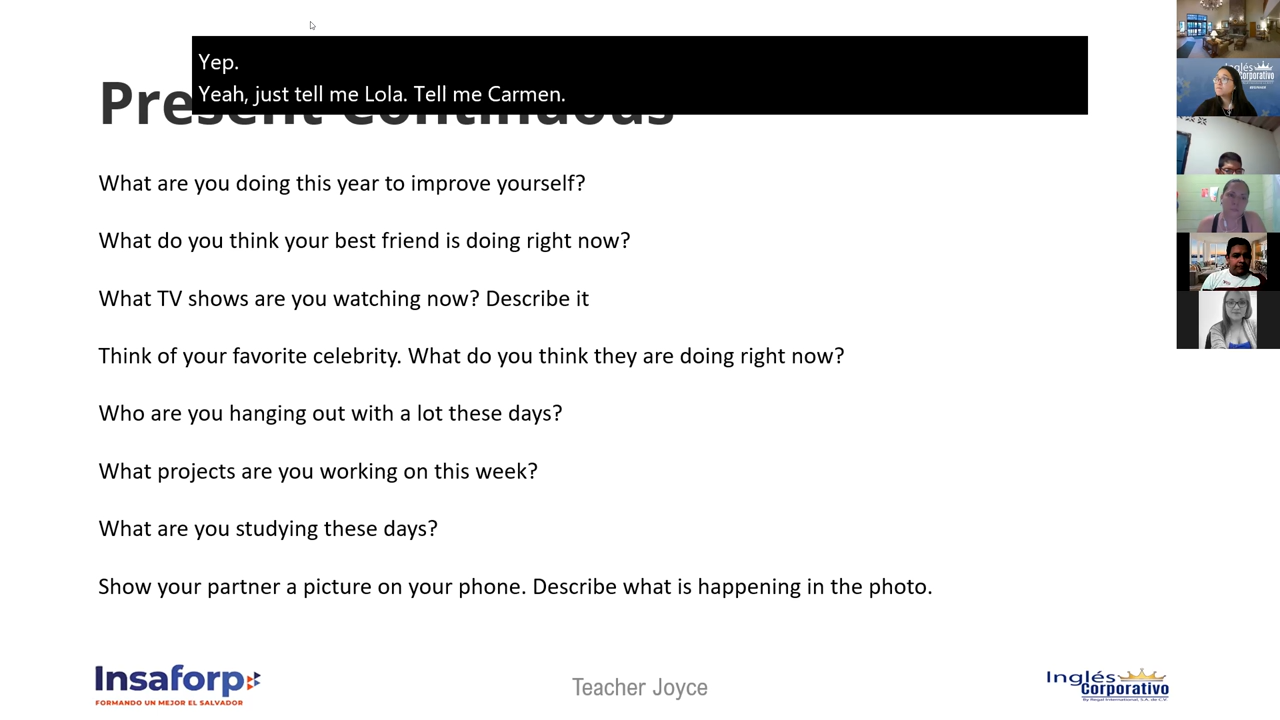 Yep.
Yeah, just tell me Lola. Tell me Carmen.
Present Continuous
What are you doing this year to improve yourself?
What do you think your best friend is doing right now?
What TV shows are you watching now? Describe it
Think of your favorite celebrity. What do you think they are doing right now?
Who are you hanging out with a lot these days?
What projects are you working on this week?
What are you studying these days?
Show your partner a picture on your phone. Describe what is happening in the photo.
Insaforp
FORMANDO UN MEJOR EL SALVADOR
Teacher Joyce
Inglés
Corporativo
By Regal International, S.A. de C.V.
Inglés
Corporativo